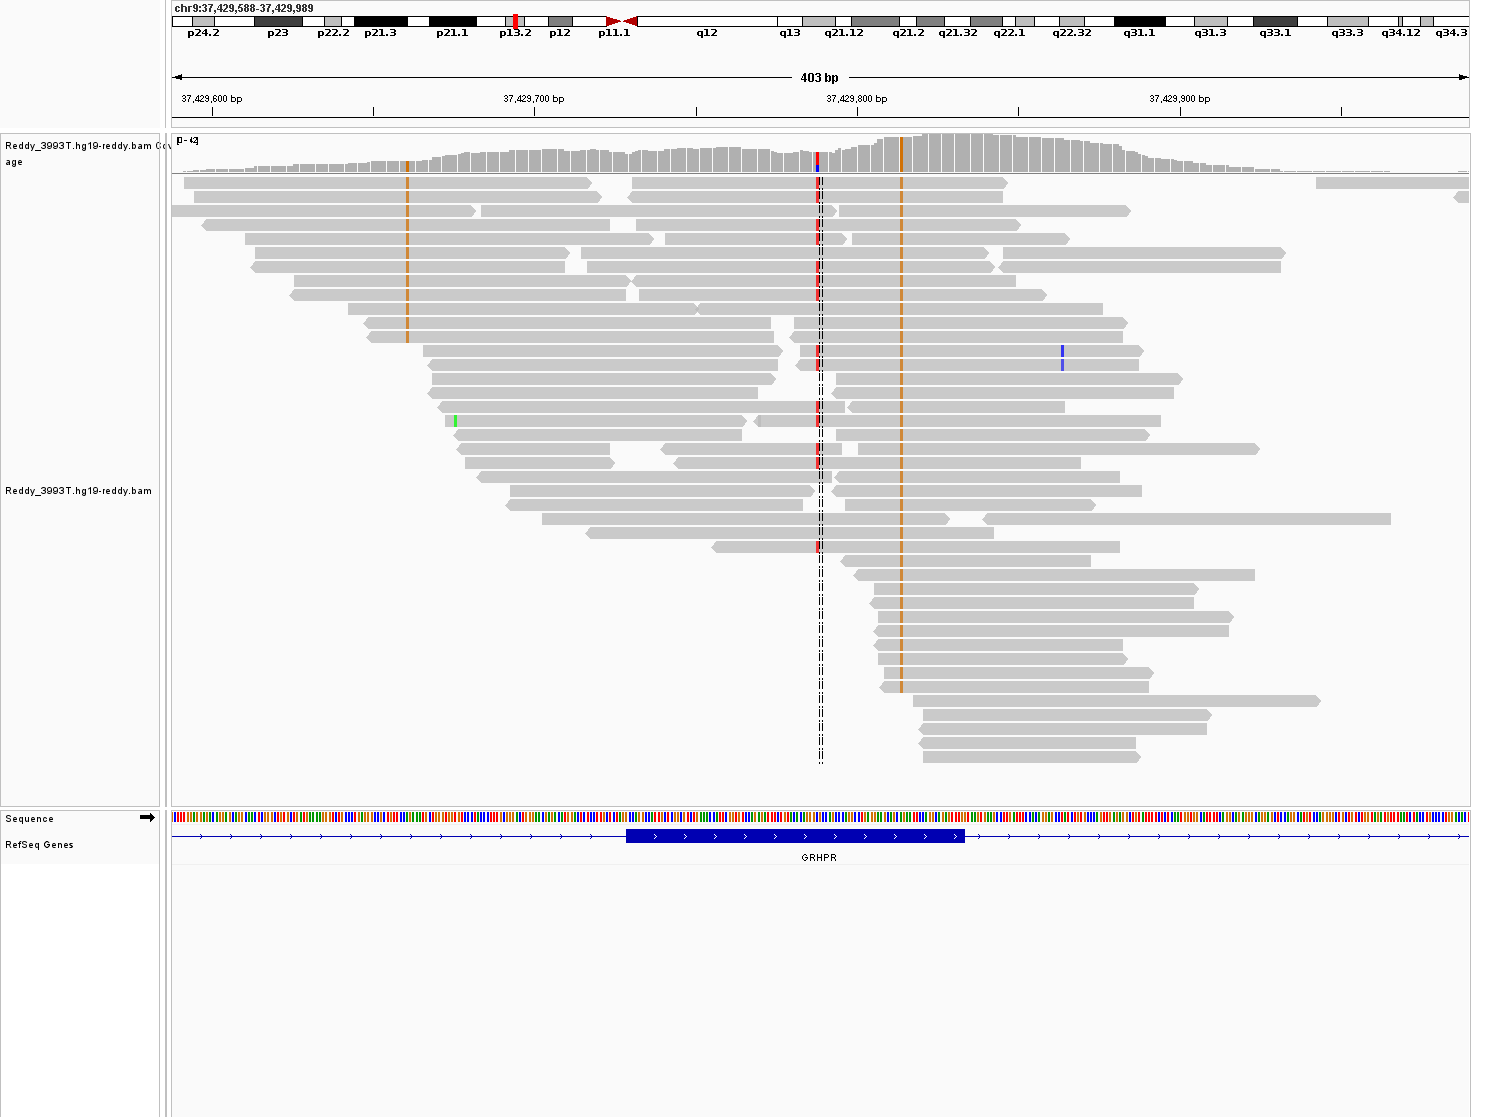 chr9:37,429,588-37,429,989
p24.2 p23 p22.2 p21.3 p21.1 p13.2 p12 p11.1 q12 q13 q21.12 q21.2 q21.32 q22.1 q22.32 q31.1 q31.3 q33.1 q33.3 q34.12 q34.3
403 bp
37,429,600 bp 37,429,700 bp 37,429,800 bp 37,429,900 bp
Reddy_3993T.hg19-reddy.bam Cov
age
[0 - 42]
Reddy_3993T.hg19-reddy.bam
Sequence
RefSeq Genes
GRHPR